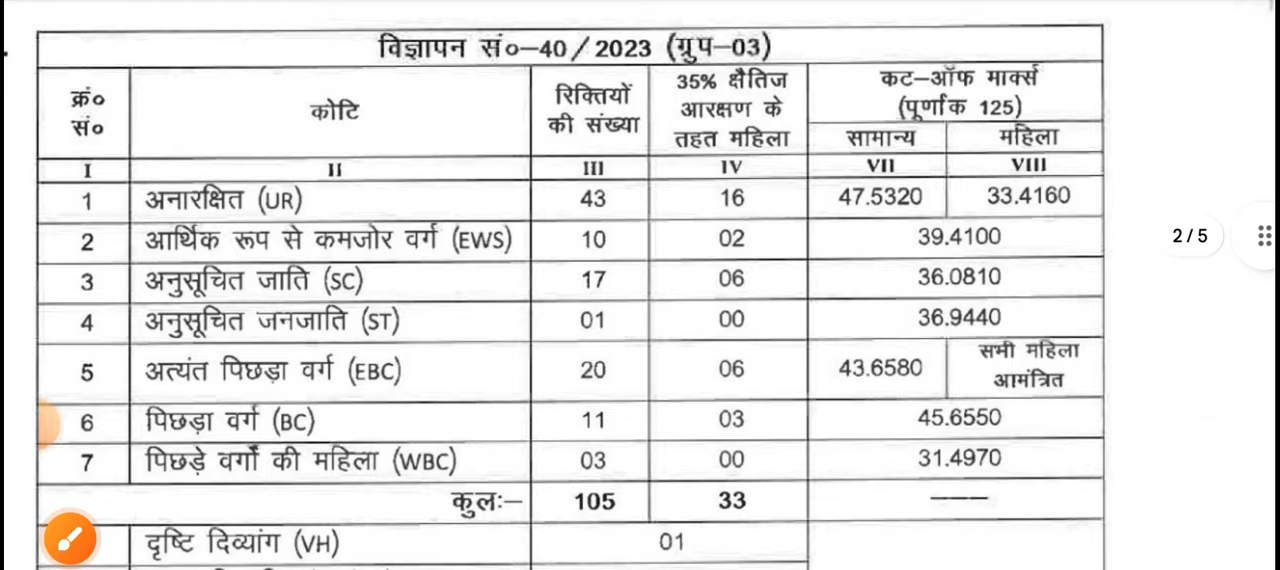 विज्ञापन सं०–40 / 2023 (ग्रुप–03)
क्रं० सं० कोटि रिक्तियों की संख्या 35% क्षैतिज आरक्षण के तहत महिला कट–ऑफ मार्क्स (पूर्णांक 125)
सामान्य महिला
I II III IV VII VIII
1 अनारक्षित (UR) 43 16 47.5320 33.4160
2 आर्थिक रूप से कमजोर वर्ग (EWS) 10 02 39.4100
3 अनुसूचित जाति (SC) 17 06 36.0810
4 अनुसूचित जनजाति (ST) 01 00 36.9440
5 अत्यंत पिछड़ा वर्ग (EBC) 20 06 43.6580 सभी महिला आमंत्रित
6 पिछड़ा वर्ग (BC) 11 03 45.6550
7 पिछड़े वर्गों की महिला (WBC) 03 00 31.4970
कुलः– 105 33 ———
दृष्टि दिव्यांग (VH) 01
2 / 5